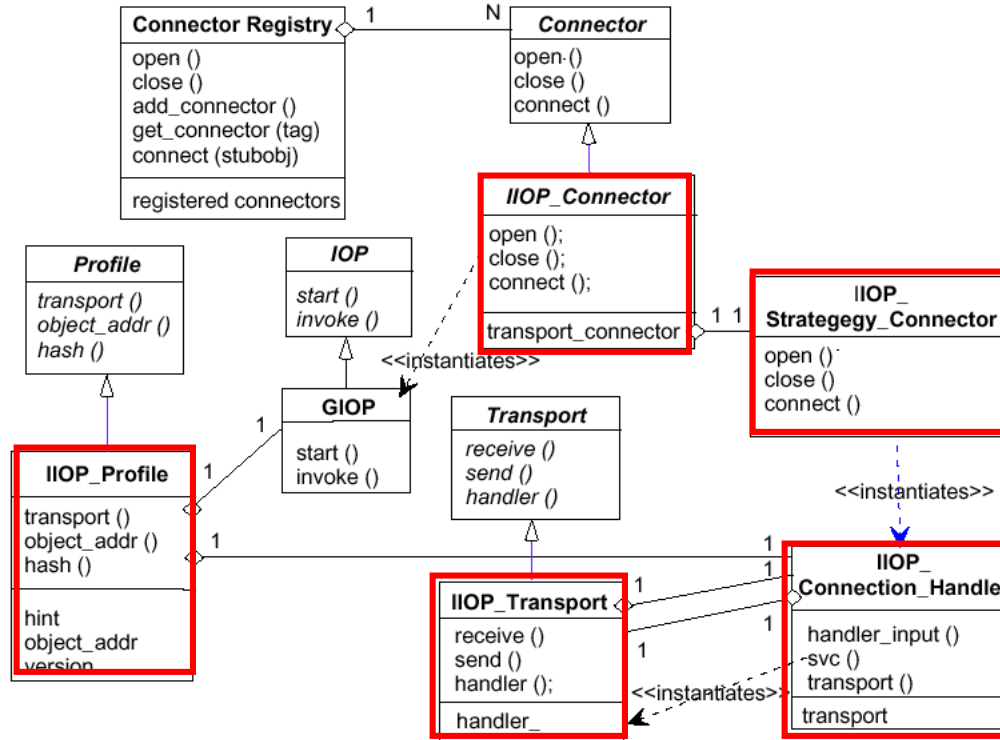 Connector Registry
open ()
close ()
add_connector ()
get_connector (tag)
connect (stubobj)
registered connectors
1
N
Connector
open ()
close ()
connect ()
IIOP_Connector
open ();
close ();
connect ();
transport_connector
1 1
IIOP_
Strategegy_Connector
open ()
close ()
connect ()
Profile
transport ()
object_addr ()
hash ()
IOP
start ()
invoke ()
<<instantiates>>
GIOP
start ()
invoke ()
1
1
Transport
receive ()
send ()
handler ()
<<instantiates>>
IIOP_Profile
transport ()
object_addr ()
hash ()
hint
object_addr
version
1
1
IIOP_Transport
receive ()
send ()
handler ();
handler_
1
1
1
1
<<instantiates>>
IIOP_
Connection_Handle
handler_input ()
svc ()
transport ()
transport